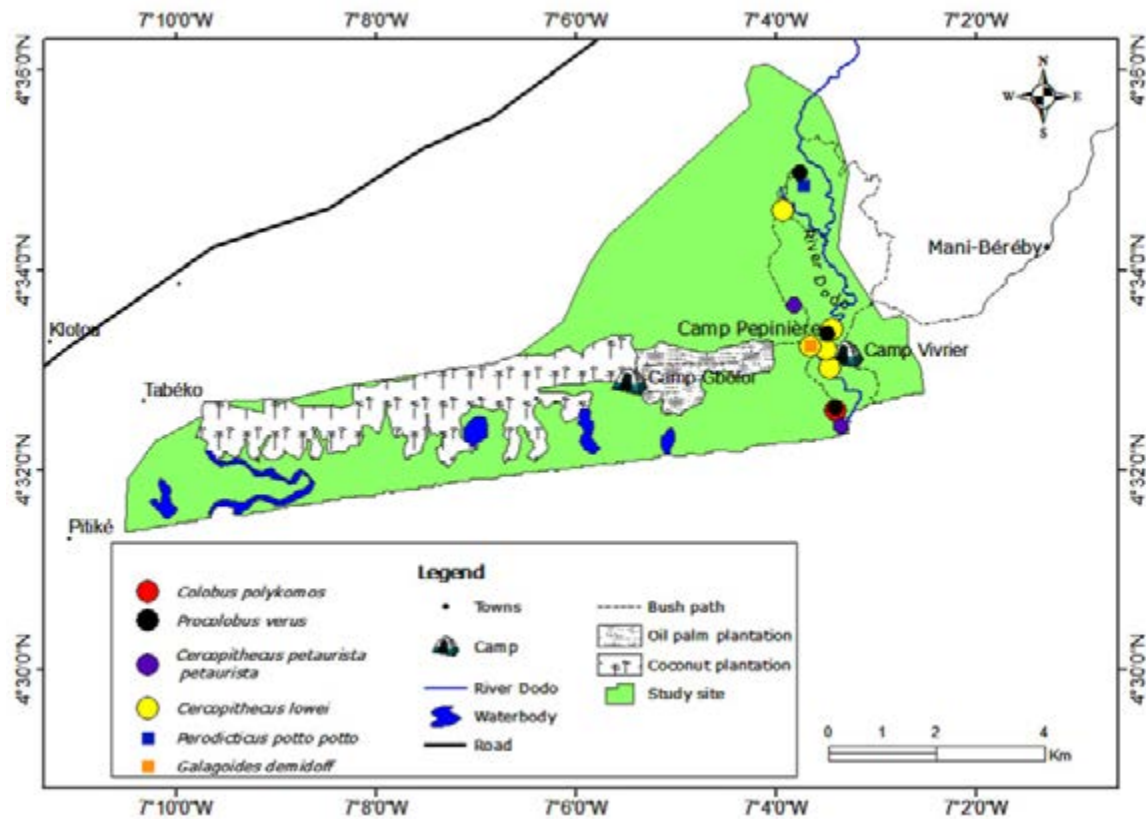 7°10'0"W 7°8'0"W 7°6'0"W 7°4'0"W 7°2'0"W
4°36'0"N 4°36'0"N
N
W E
S
River Dodo
Mani-Béréby
4°34'0"N 4°34'0"N
Camp Pepinière
Klotou
Camp Vivrier
Camp Gbôfor
Tabéko
4°32'0"N 4°32'0"N
Pitiké
Colobus polykomos
Procolobus verus
Cercopithecus petaurista
petaurista
Cercopithecus lowei
Perodicticus potto potto
Galagoides demidoff
Legend
Towns
Camp
River Dodo
Waterbody
Road
Bush path
Oil palm plantation
Coconut plantation
Study site
4°30'0"N 4°30'0"N
0 2 4
Km
7°10'0"W 7°8'0"W 7°6'0"W 7°4'0"W 7°2'0"W